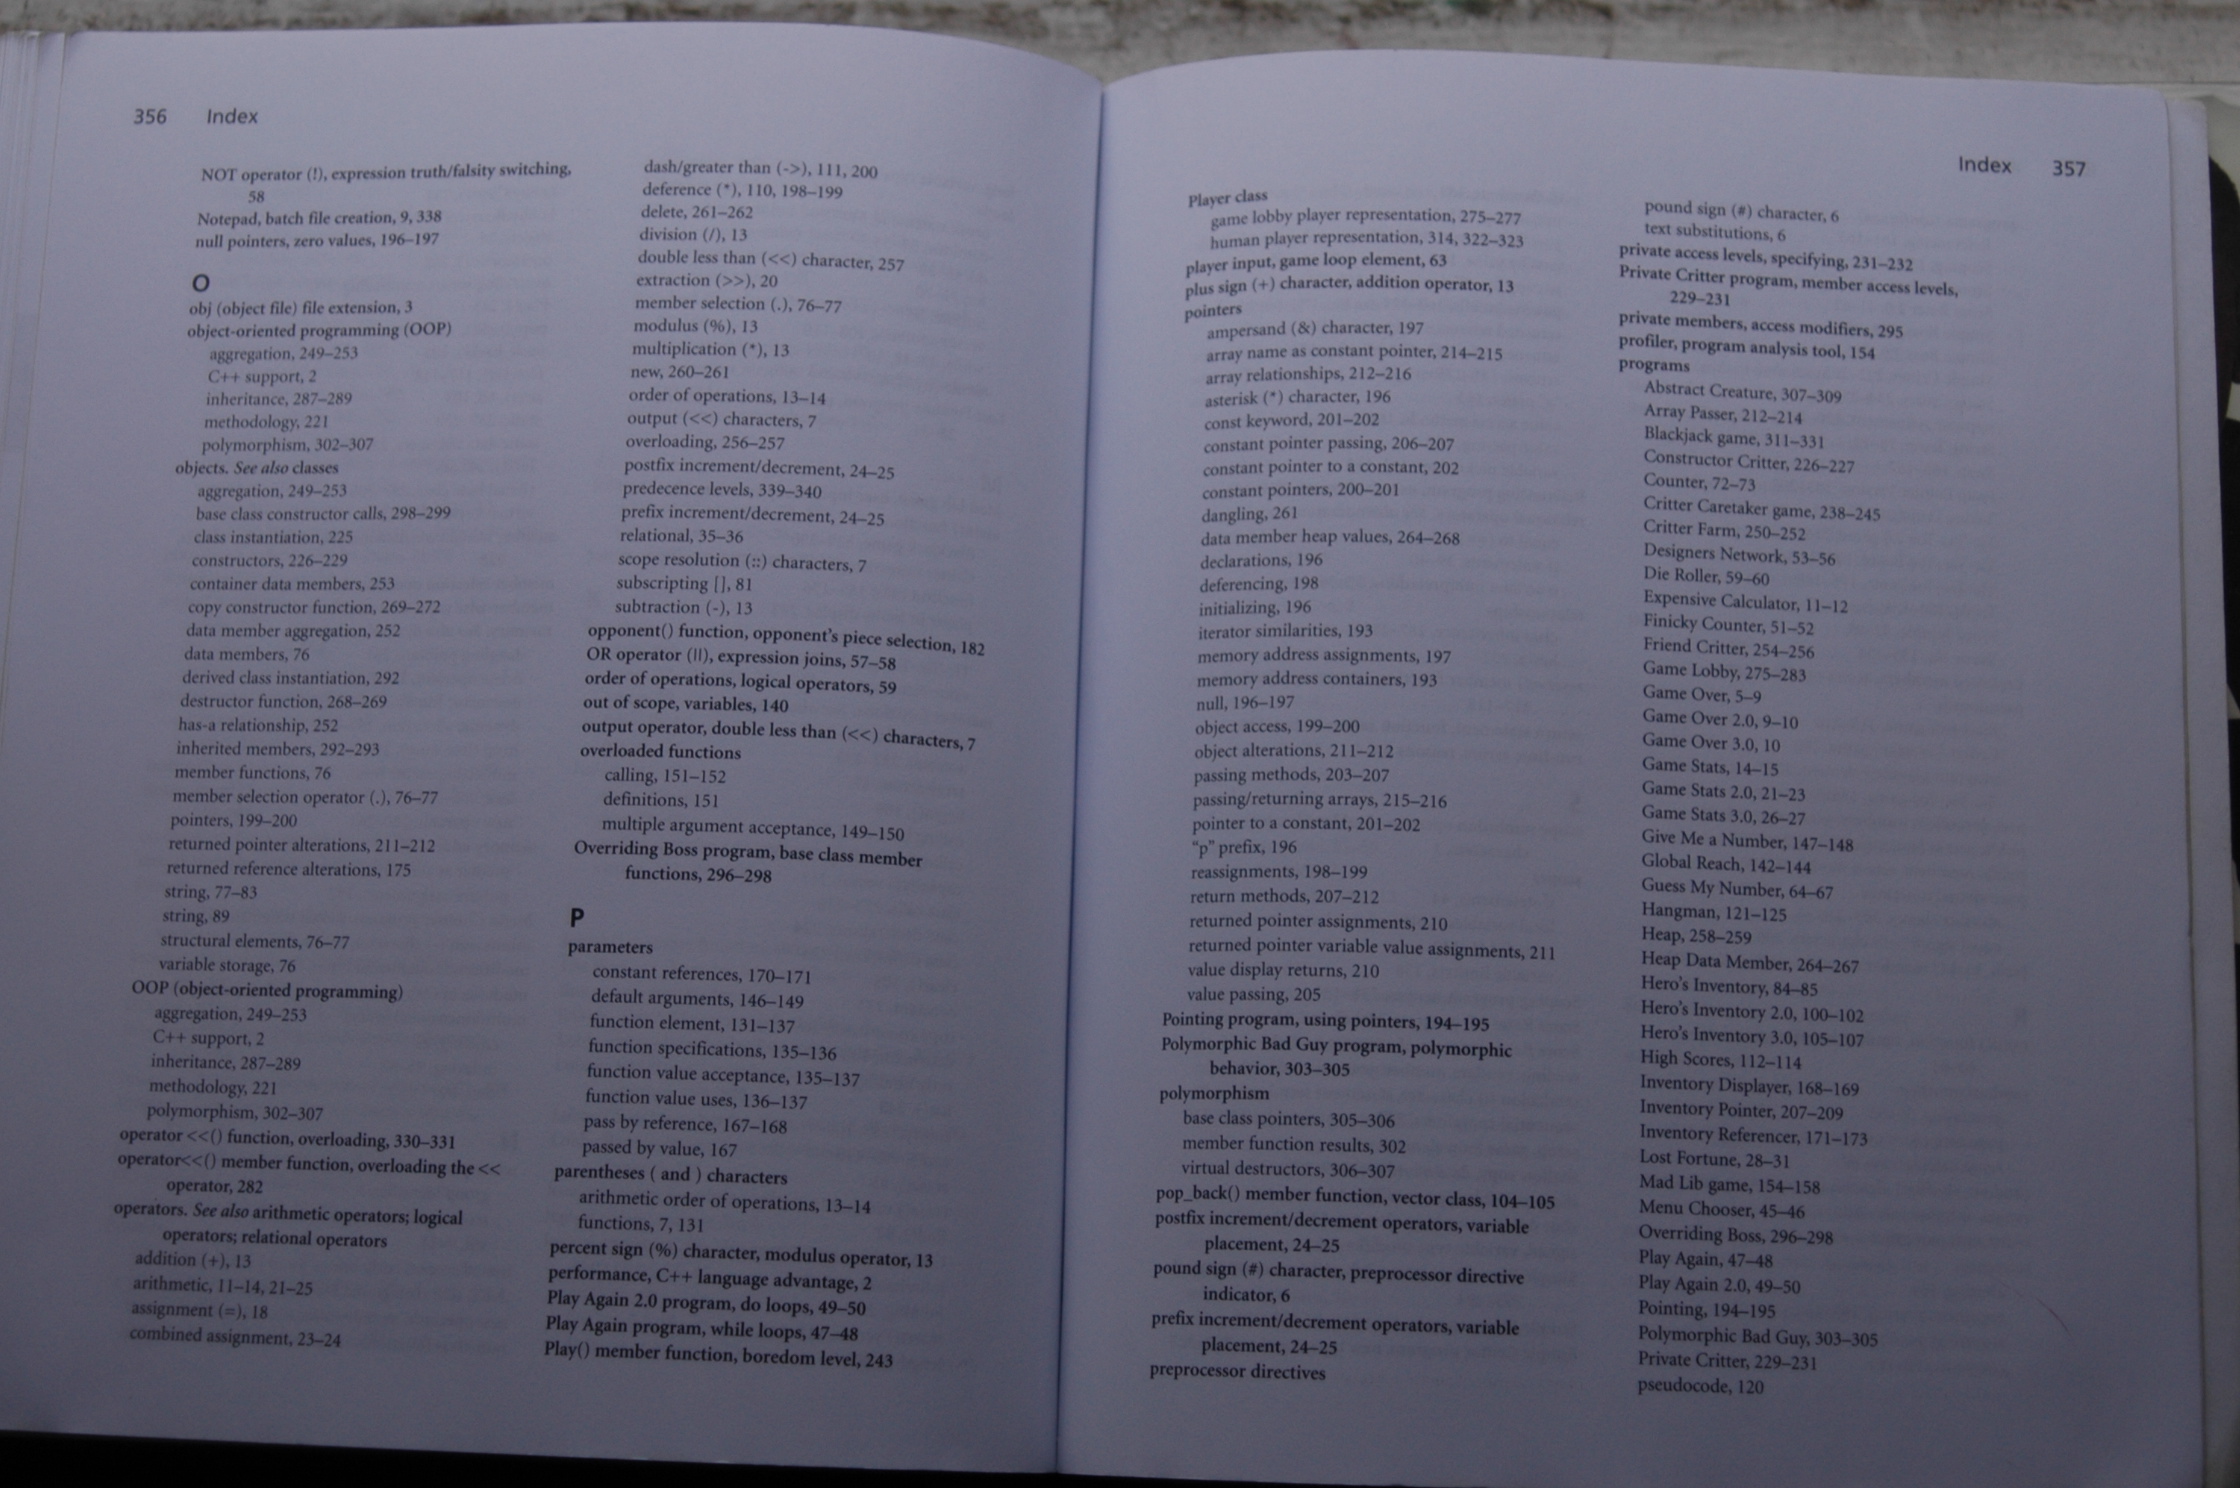 356 Index
NOT operator (!), expression truth/falsity switching,
58
Notepad, batch file creation, 9, 338
null pointers, zero values, 196–197
O
obj (object file) file extension, 3
object-oriented programming (OOP)
aggregation, 249–253
C++ support, 2
inheritance, 287–289
methodology, 221
polymorphism, 302–307
objects. See also classes
aggregation, 249–253
base class constructor calls, 298–299
class instantiation, 225
constructors, 226–229
container data members, 253
copy constructor function, 269–272
data member aggregation, 252
data members, 76
derived class instantiation, 292
destructor function, 268–269
has-a relationship, 252
inherited members, 292–293
member functions, 76
member selection operator (.), 76–77
pointers, 199–200
returned pointer alterations, 211–212
returned reference alterations, 175
string, 77–83
string, 89
structural elements, 76–77
variable storage, 76
OOP (object-oriented programming)
aggregation, 249–253
C++ support, 2
inheritance, 287–289
methodology, 221
polymorphism, 302–307
operator <<() function, overloading, 330–331
operator<<() member function, overloading the <<
operator, 282
operators. See also arithmetic operators; logical
operators; relational operators
addition (+), 13
arithmetic, 11–14, 21–25
assignment (=), 18
combined assignment, 23–24
dash/greater than (->), 111, 200
deference (*), 110, 198–199
delete, 261–262
division (/), 13
double less than (<<) character, 257
extraction (>>), 20
member selection (.), 76–77
modulus (%), 13
multiplication (*), 13
new, 260–261
order of operations, 13–14
output (<<) characters, 7
overloading, 256–257
postfix increment/decrement, 24–25
predecence levels, 339–340
prefix increment/decrement, 24–25
relational, 35–36
scope resolution (::) characters, 7
subscripting [], 81
subtraction (-), 13
opponent() function, opponent's piece selection, 182
OR operator (||), expression joins, 57–58
order of operations, logical operators, 59
out of scope, variables, 140
output operator, double less than (<<) characters, 7
overloaded functions
calling, 151–152
definitions, 151
multiple argument acceptance, 149–150
Overriding Boss program, base class member
functions, 296–298
P
parameters
constant references, 170–171
default arguments, 146–149
function element, 131–137
function specifications, 135–136
function value acceptance, 135–137
function value uses, 136–137
pass by reference, 167–168
passed by value, 167
parentheses ( and ) characters
arithmetic order of operations, 13–14
functions, 7, 131
percent sign (%) character, modulus operator, 13
performance, C++ language advantage, 2
Play Again 2.0 program, do loops, 49–50
Play Again program, while loops, 47–48
Play() member function, boredom level, 243
Index 357
Player class
game lobby player representation, 275–277
human player representation, 314, 322–323
player input, game loop element, 63
plus sign (+) character, addition operator, 13
pointers
ampersand (&) character, 197
array name as constant pointer, 214–215
array relationships, 212–216
asterisk (*) character, 196
const keyword, 201–202
constant pointer passing, 206–207
constant pointer to a constant, 202
constant pointers, 200–201
dangling, 261
data member heap values, 264–268
declarations, 196
deferencing, 198
initializing, 196
iterator similarities, 193
memory address assignments, 197
memory address containers, 193
null, 196–197
object access, 199–200
object alterations, 211–212
passing methods, 203–207
passing/returning arrays, 215–216
pointer to a constant, 201–202
"p" prefix, 196
reassignments, 198–199
return methods, 207–212
returned pointer assignments, 210
returned pointer variable value assignments, 211
value display returns, 210
value passing, 205
Pointing program, using pointers, 194–195
Polymorphic Bad Guy program, polymorphic
behavior, 303–305
polymorphism
base class pointers, 305–306
member function results, 302
virtual destructors, 306–307
pop_back() member function, vector class, 104–105
postfix increment/decrement operators, variable
placement, 24–25
pound sign (#) character, preprocessor directive
indicator, 6
prefix increment/decrement operators, variable
placement, 24–25
preprocessor directives
pound sign (#) character, 6
text substitutions, 6
private access levels, specifying, 231–232
Private Critter program, member access levels,
229–231
private members, access modifiers, 295
profiler, program analysis tool, 154
programs
Abstract Creature, 307–309
Array Passer, 212–214
Blackjack game, 311–331
Constructor Critter, 226–227
Counter, 72–73
Critter Caretaker game, 238–245
Critter Farm, 250–252
Designers Network, 53–56
Die Roller, 59–60
Expensive Calculator, 11–12
Finicky Counter, 51–52
Friend Critter, 254–256
Game Lobby, 275–283
Game Over, 5–9
Game Over 2.0, 9–10
Game Over 3.0, 10
Game Stats, 14–15
Game Stats 2.0, 21–23
Game Stats 3.0, 26–27
Give Me a Number, 147–148
Global Reach, 142–144
Guess My Number, 64–67
Hangman, 121–125
Heap, 258–259
Heap Data Member, 264–267
Hero's Inventory, 84–85
Hero's Inventory 2.0, 100–102
Hero's Inventory 3.0, 105–107
High Scores, 112–114
Inventory Displayer, 168–169
Inventory Pointer, 207–209
Inventory Referencer, 171–173
Lost Fortune, 28–31
Mad Lib game, 154–158
Menu Chooser, 45–46
Overriding Boss, 296–298
Play Again, 47–48
Play Again 2.0, 49–50
Pointing, 194–195
Polymorphic Bad Guy, 303–305
Private Critter, 229–231
pseudocode, 120